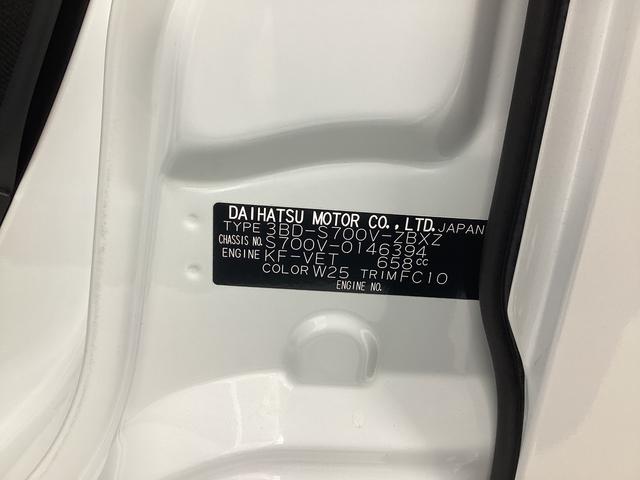 DAIHATSU MOTOR CO., LTD. JAPAN
TYPE 3BD-S700V-ZBXZ
CHASSIS NO. S700V-0146394
ENGINE KF-VET 658cc
COLOR W25 TRIM FC10
ENGINE NO.